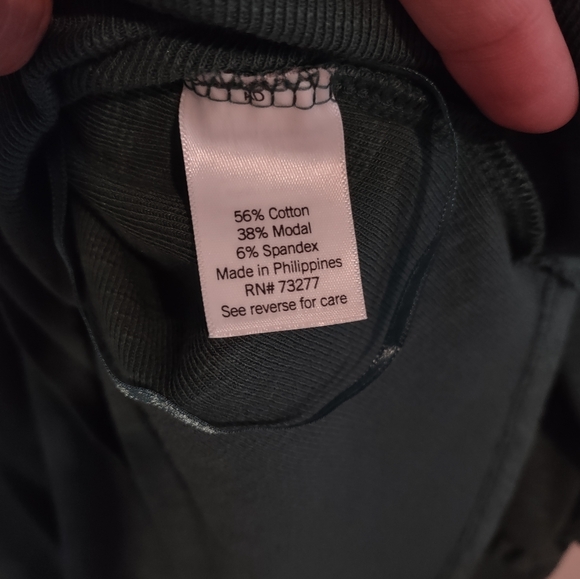 56% Cotton
38% Modal
6% Spandex
Made in Philippines
RN# 73277
See reverse for care